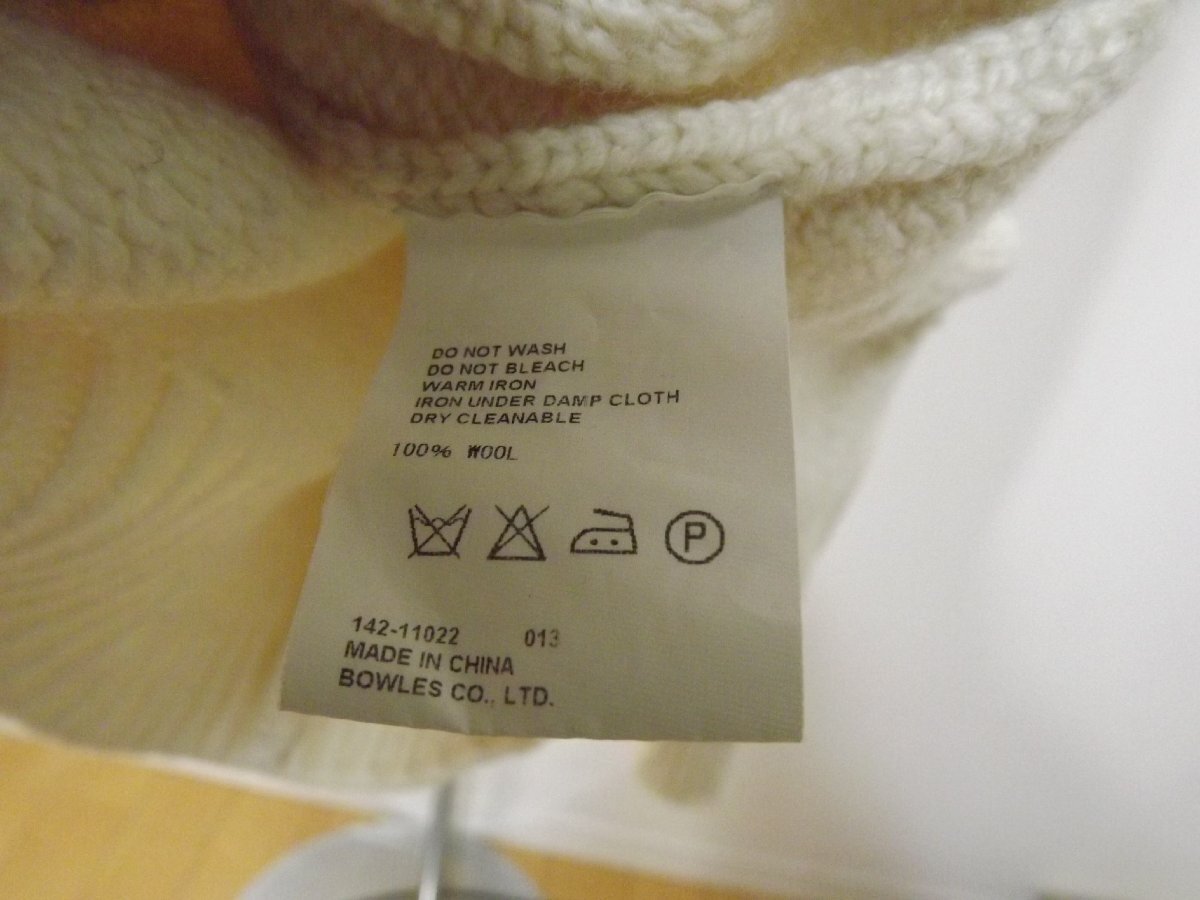 DO NOT WASH
DO NOT BLEACH
WARM IRON
IRON UNDER DAMP CLOTH
DRY CLEANABLE
100% WOOL
P
142-11022 013
MADE IN CHINA
BOWLES CO., LTD.